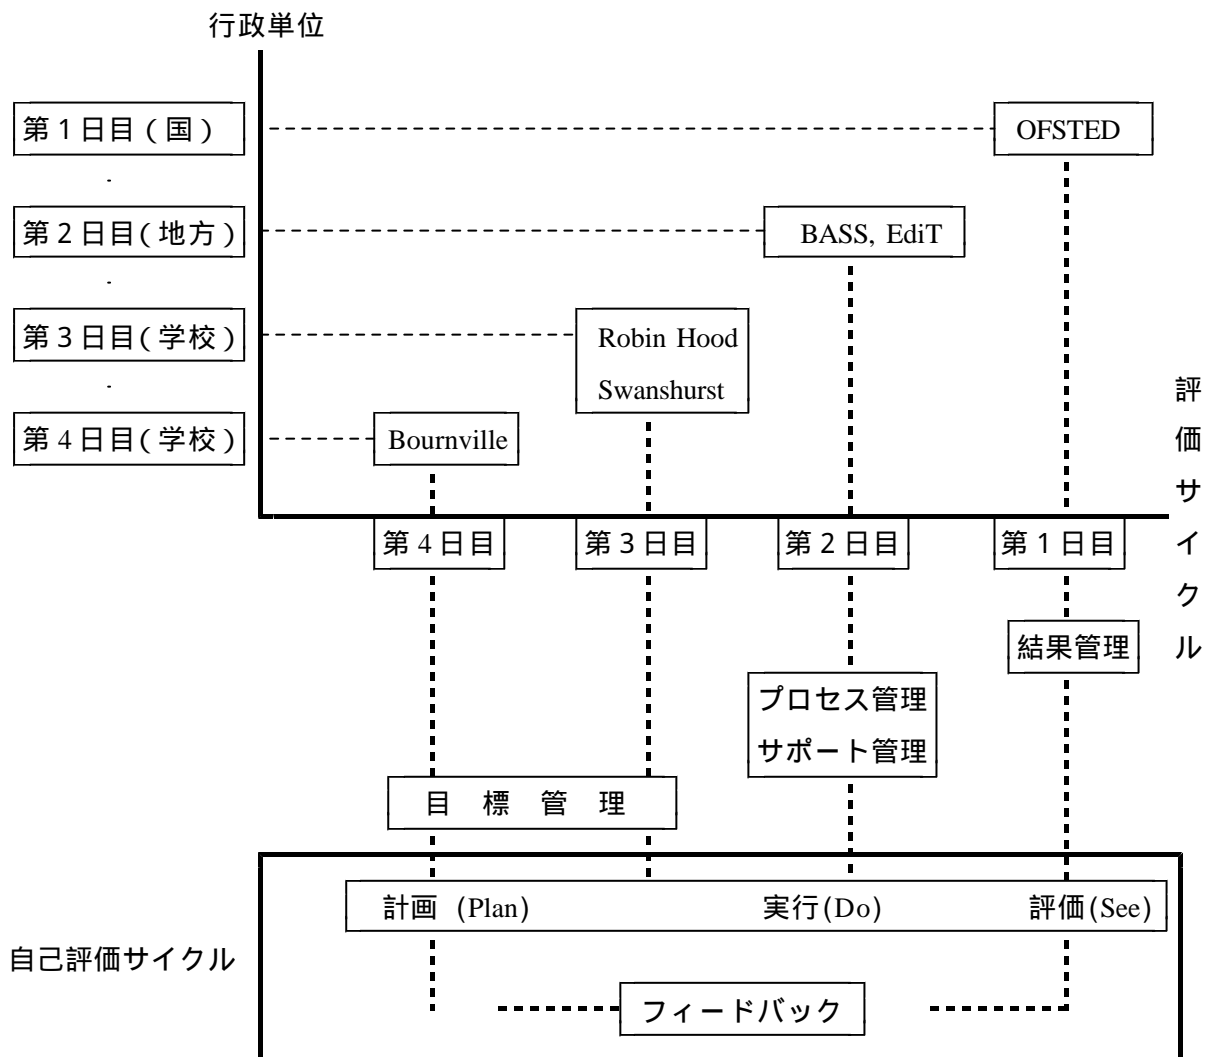 行政単位
第1日目(国)
OFSTED
第2日目(地方)
BASS, EdiT
第3日目(学校)
Robin Hood
Swanshurst
第4日目(学校)
Bournville
評価サイクル
第4日目
第3日目
第2日目
第1日目
結果管理
プロセス管理
サポート管理
目標管理
計画 (Plan)
実行(Do)
評価(See)
自己評価サイクル
フィードバック